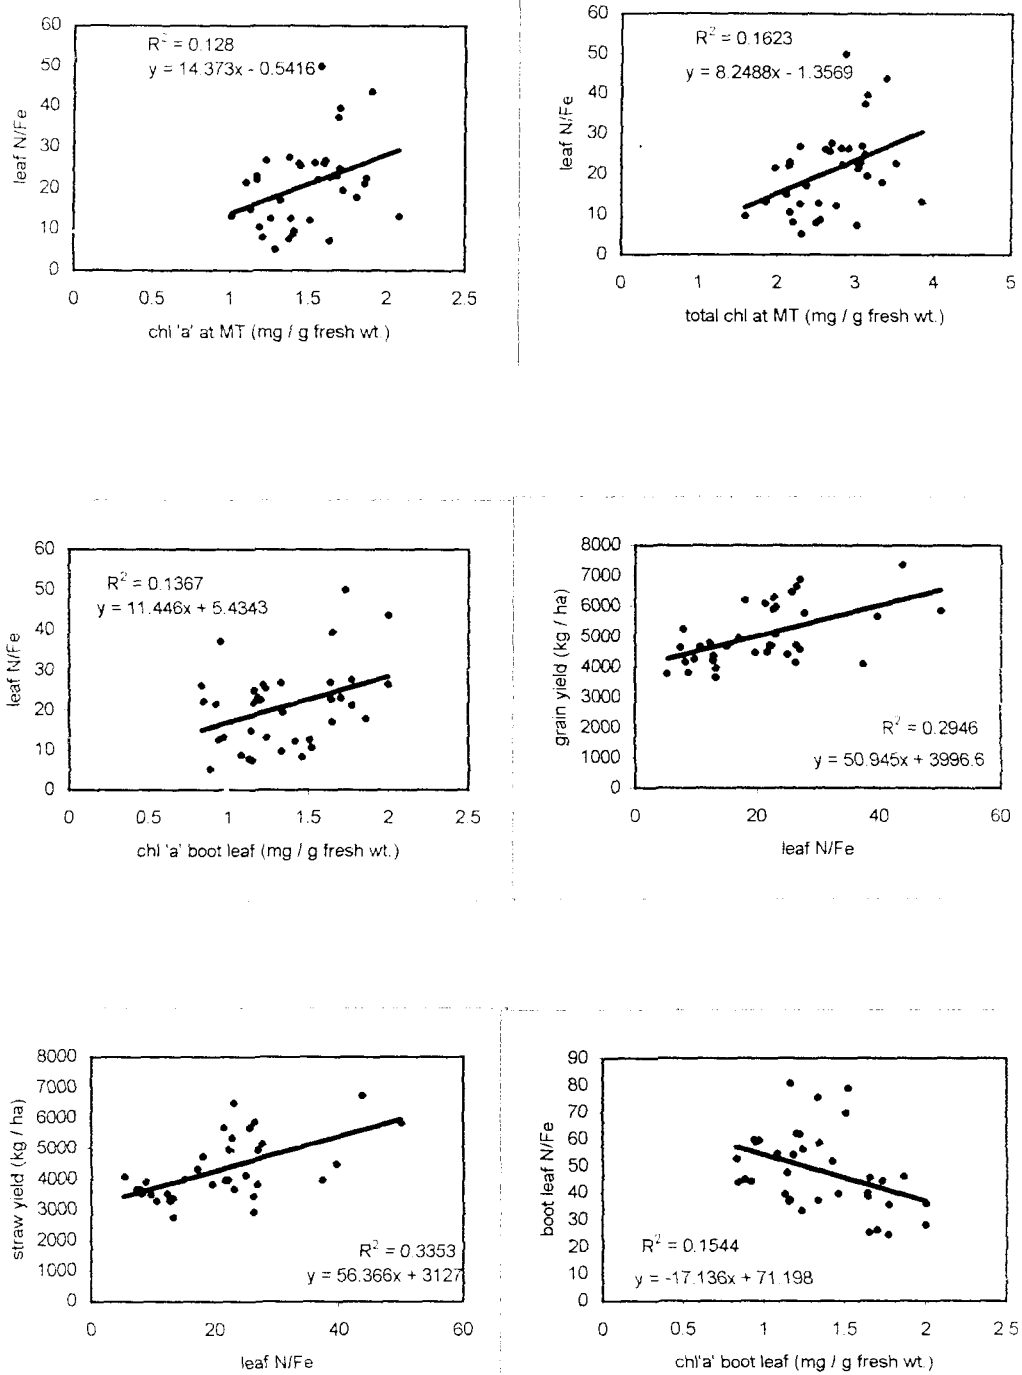 60
50
40
30
20
10
0
leaf N/Fe
R² = 0.128
y = 14.373x - 0.5416
0 0.5 1 1.5 2 2.5
chl 'a' at MT (mg / g fresh wt.)
60
50
40
30
20
10
0
leaf N/Fe
R² = 0.1623
y = 8.2488x - 1.3569
0 1 2 3 4 5
total chl at MT (mg / g fresh wt.)
60
50
40
30
20
10
0
leaf N/Fe
R² = 0.1367
y = 11.446x + 5.4343
0 0.5 1 1.5 2 2.5
chl 'a' boot leaf (mg / g fresh wt.)
8000
7000
6000
5000
4000
3000
2000
1000
0
grain yield (kg / ha)
R² = 0.2946
y = 50.945x + 3996.6
0 20 40 60
leaf N/Fe
8000
7000
6000
5000
4000
3000
2000
1000
0
straw yield (kg / ha)
R² = 0.3353
y = 56.366x + 3127
0 20 40 60
leaf N/Fe
90
80
70
60
50
40
30
20
10
0
boot leaf N/Fe
R² = 0.1544
y = -17.136x + 71.198
0 0.5 1 1.5 2 2.5
chl'a' boot leaf (mg / g fresh wt.)